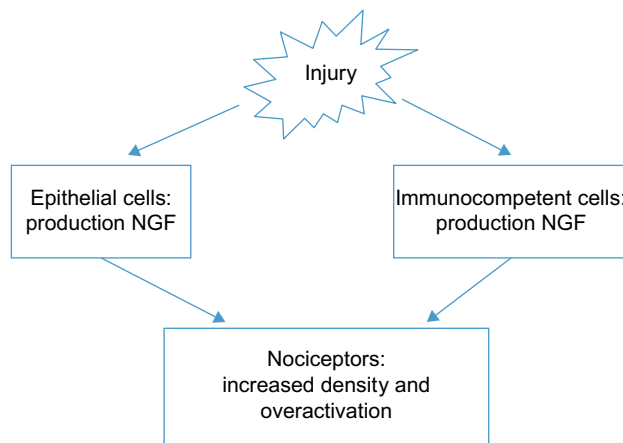 Injury
Epithelial cells:
production NGF
Immunocompetent cells:
production NGF
Nociceptors:
increased density and
overactivation